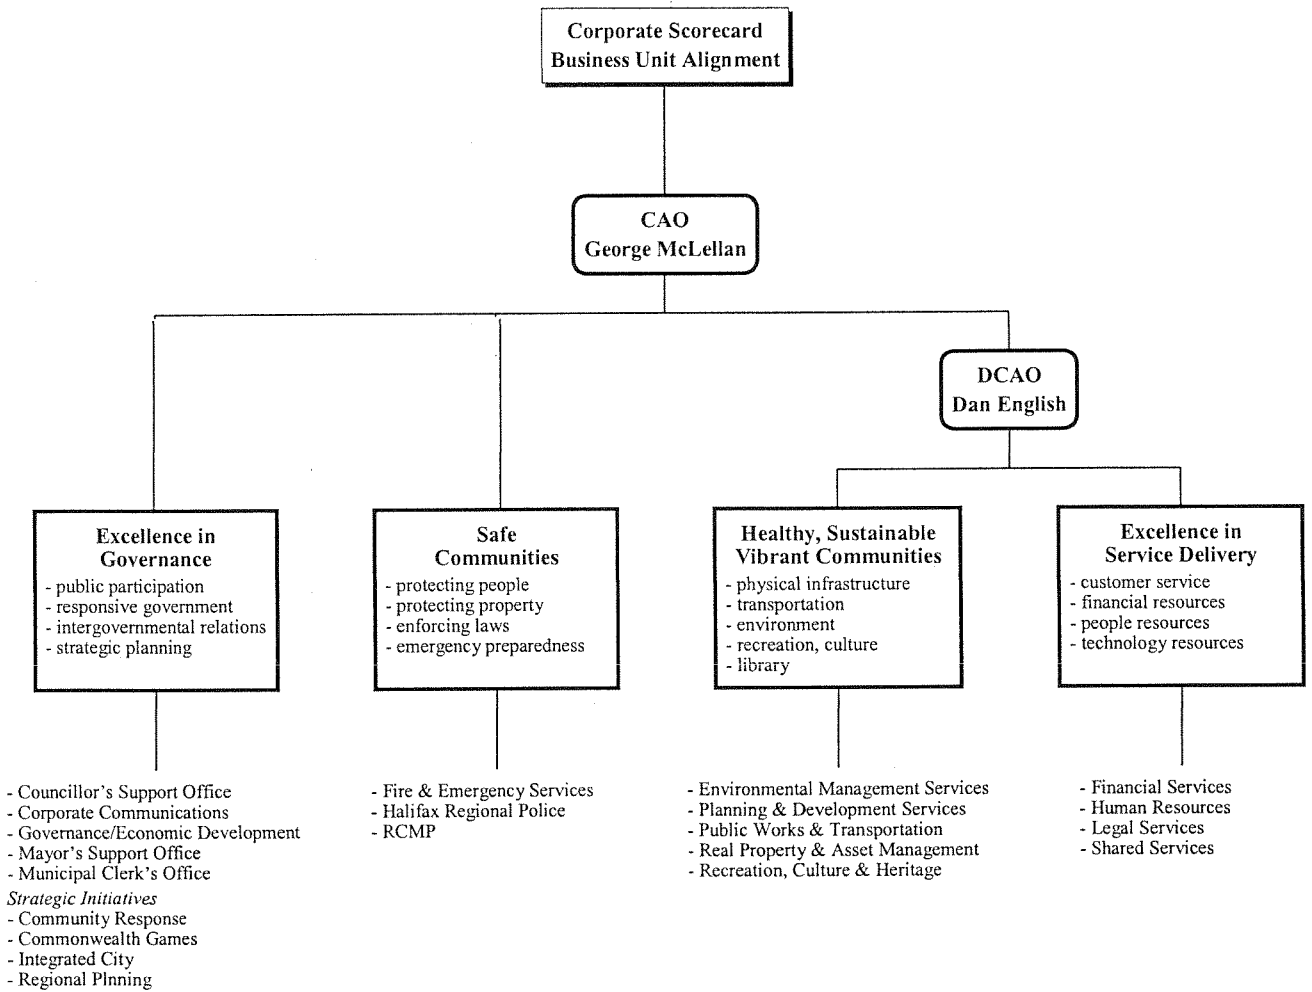 Corporate Scorecard
Business Unit Alignment
CAO
George McLellan
DCAO
Dan English
Excellence in
Governance
- public participation
- responsive government
- intergovernmental relations
- strategic planning
Safe
Communities
- protecting people
- protecting property
- enforcing laws
- emergency preparedness
Healthy, Sustainable
Vibrant Communities
- physical infrastructure
- transportation
- environment
- recreation, culture
- library
Excellence in
Service Delivery
- customer service
- financial resources
- people resources
- technology resources
- Councillor's Support Office
- Corporate Communications
- Governance/Economic Development
- Mayor's Support Office
- Municipal Clerk's Office
Strategic Initiatives
- Community Response
- Commonwealth Games
- Integrated City
- Regional Plnning
- Fire & Emergency Services
- Halifax Regional Police
- RCMP
- Environmental Management Services
- Planning & Development Services
- Public Works & Transportation
- Real Property & Asset Management
- Recreation, Culture & Heritage
- Financial Services
- Human Resources
- Legal Services
- Shared Services